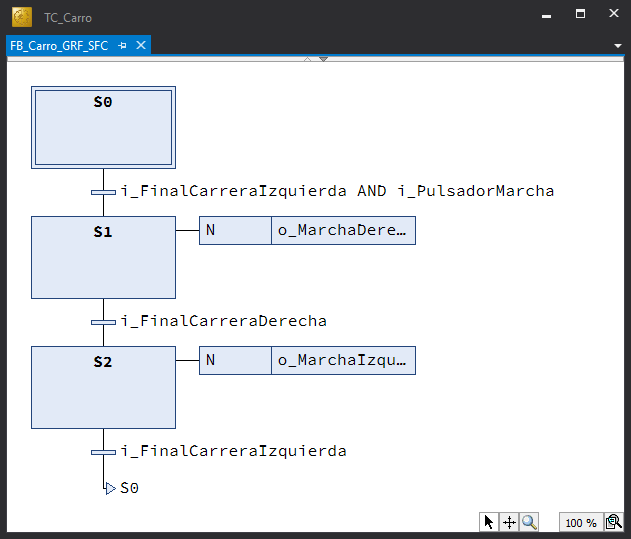 TC_Carro
FB_Carro_GRF_SFC
S0
i_FinalCarreraIzquierda AND i_PulsadorMarcha
S1
N o_MarchaDere…
i_FinalCarreraDerecha
S2
N o_MarchaIzqu…
i_FinalCarreraIzquierda
S0
100 %